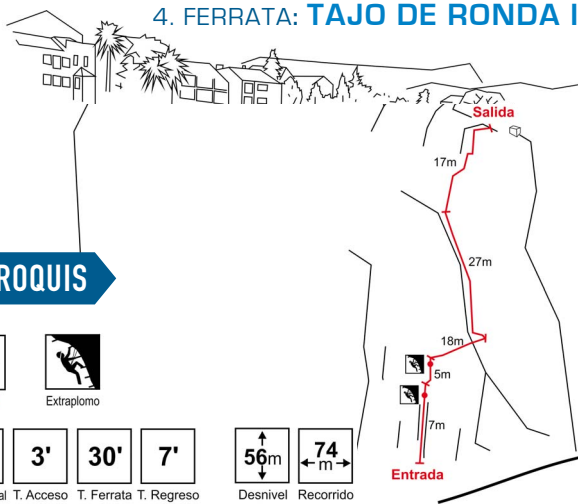 4. FERRATA: TAJO DE RONDA I
Salida
17m
27m
18m
5m
7m
Entrada
ROQUIS
Extraplomo
3' 30' 7'
56m 74 m
T. Acceso T. Ferrata T. Regreso Desnivel Recorrido